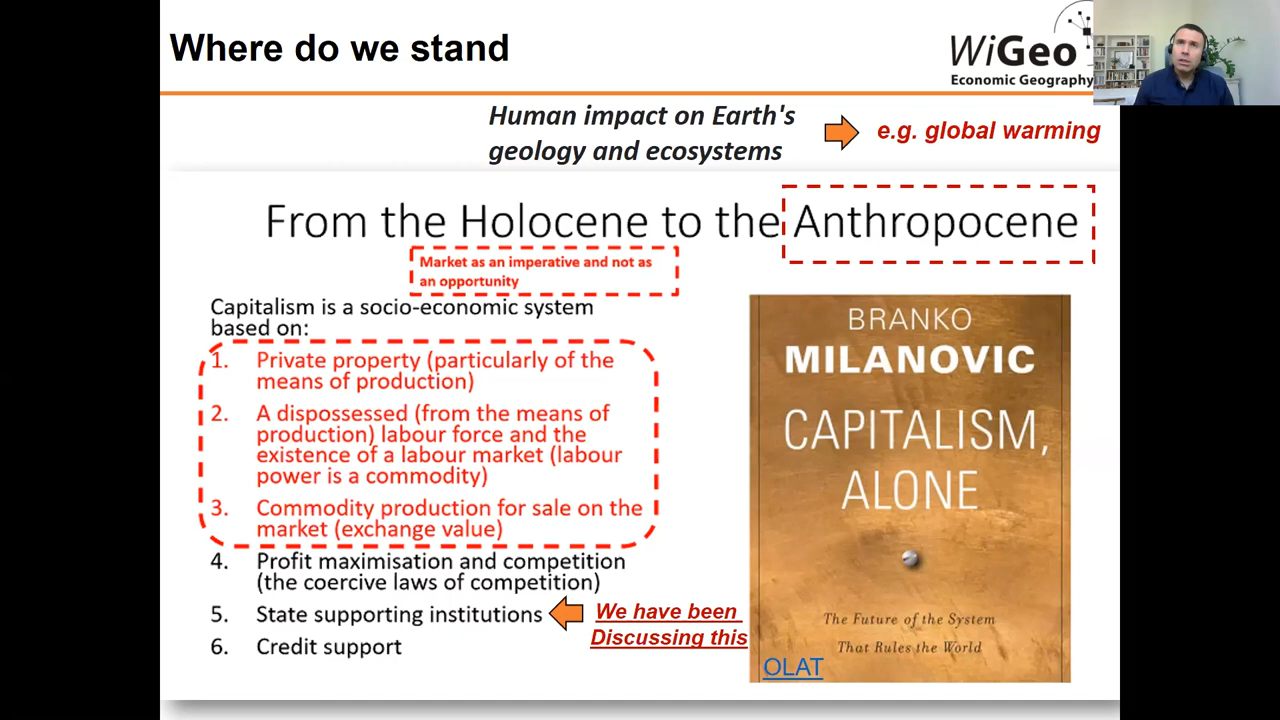 Where do we stand
WiGeo
Economic Geography
Human impact on Earth's
geology and ecosystems
e.g. global warming
From the Holocene to the Anthropocene
Market as an imperative and not as
an opportunity
Capitalism is a socio-economic system
based on:
1. Private property (particularly of the
means of production)
2. A dispossessed (from the means of
production) labour force and the
existence of a labour market (labour
power is a commodity)
3. Commodity production for sale on the
market (exchange value)
4. Profit maximisation and competition
(the coercive laws of competition)
5. State supporting institutions
We have been
Discussing this
6. Credit support
BRANKO
MILANOVIC
CAPITALISM,
ALONE
The Future of the System
That Rules the World
OLAT